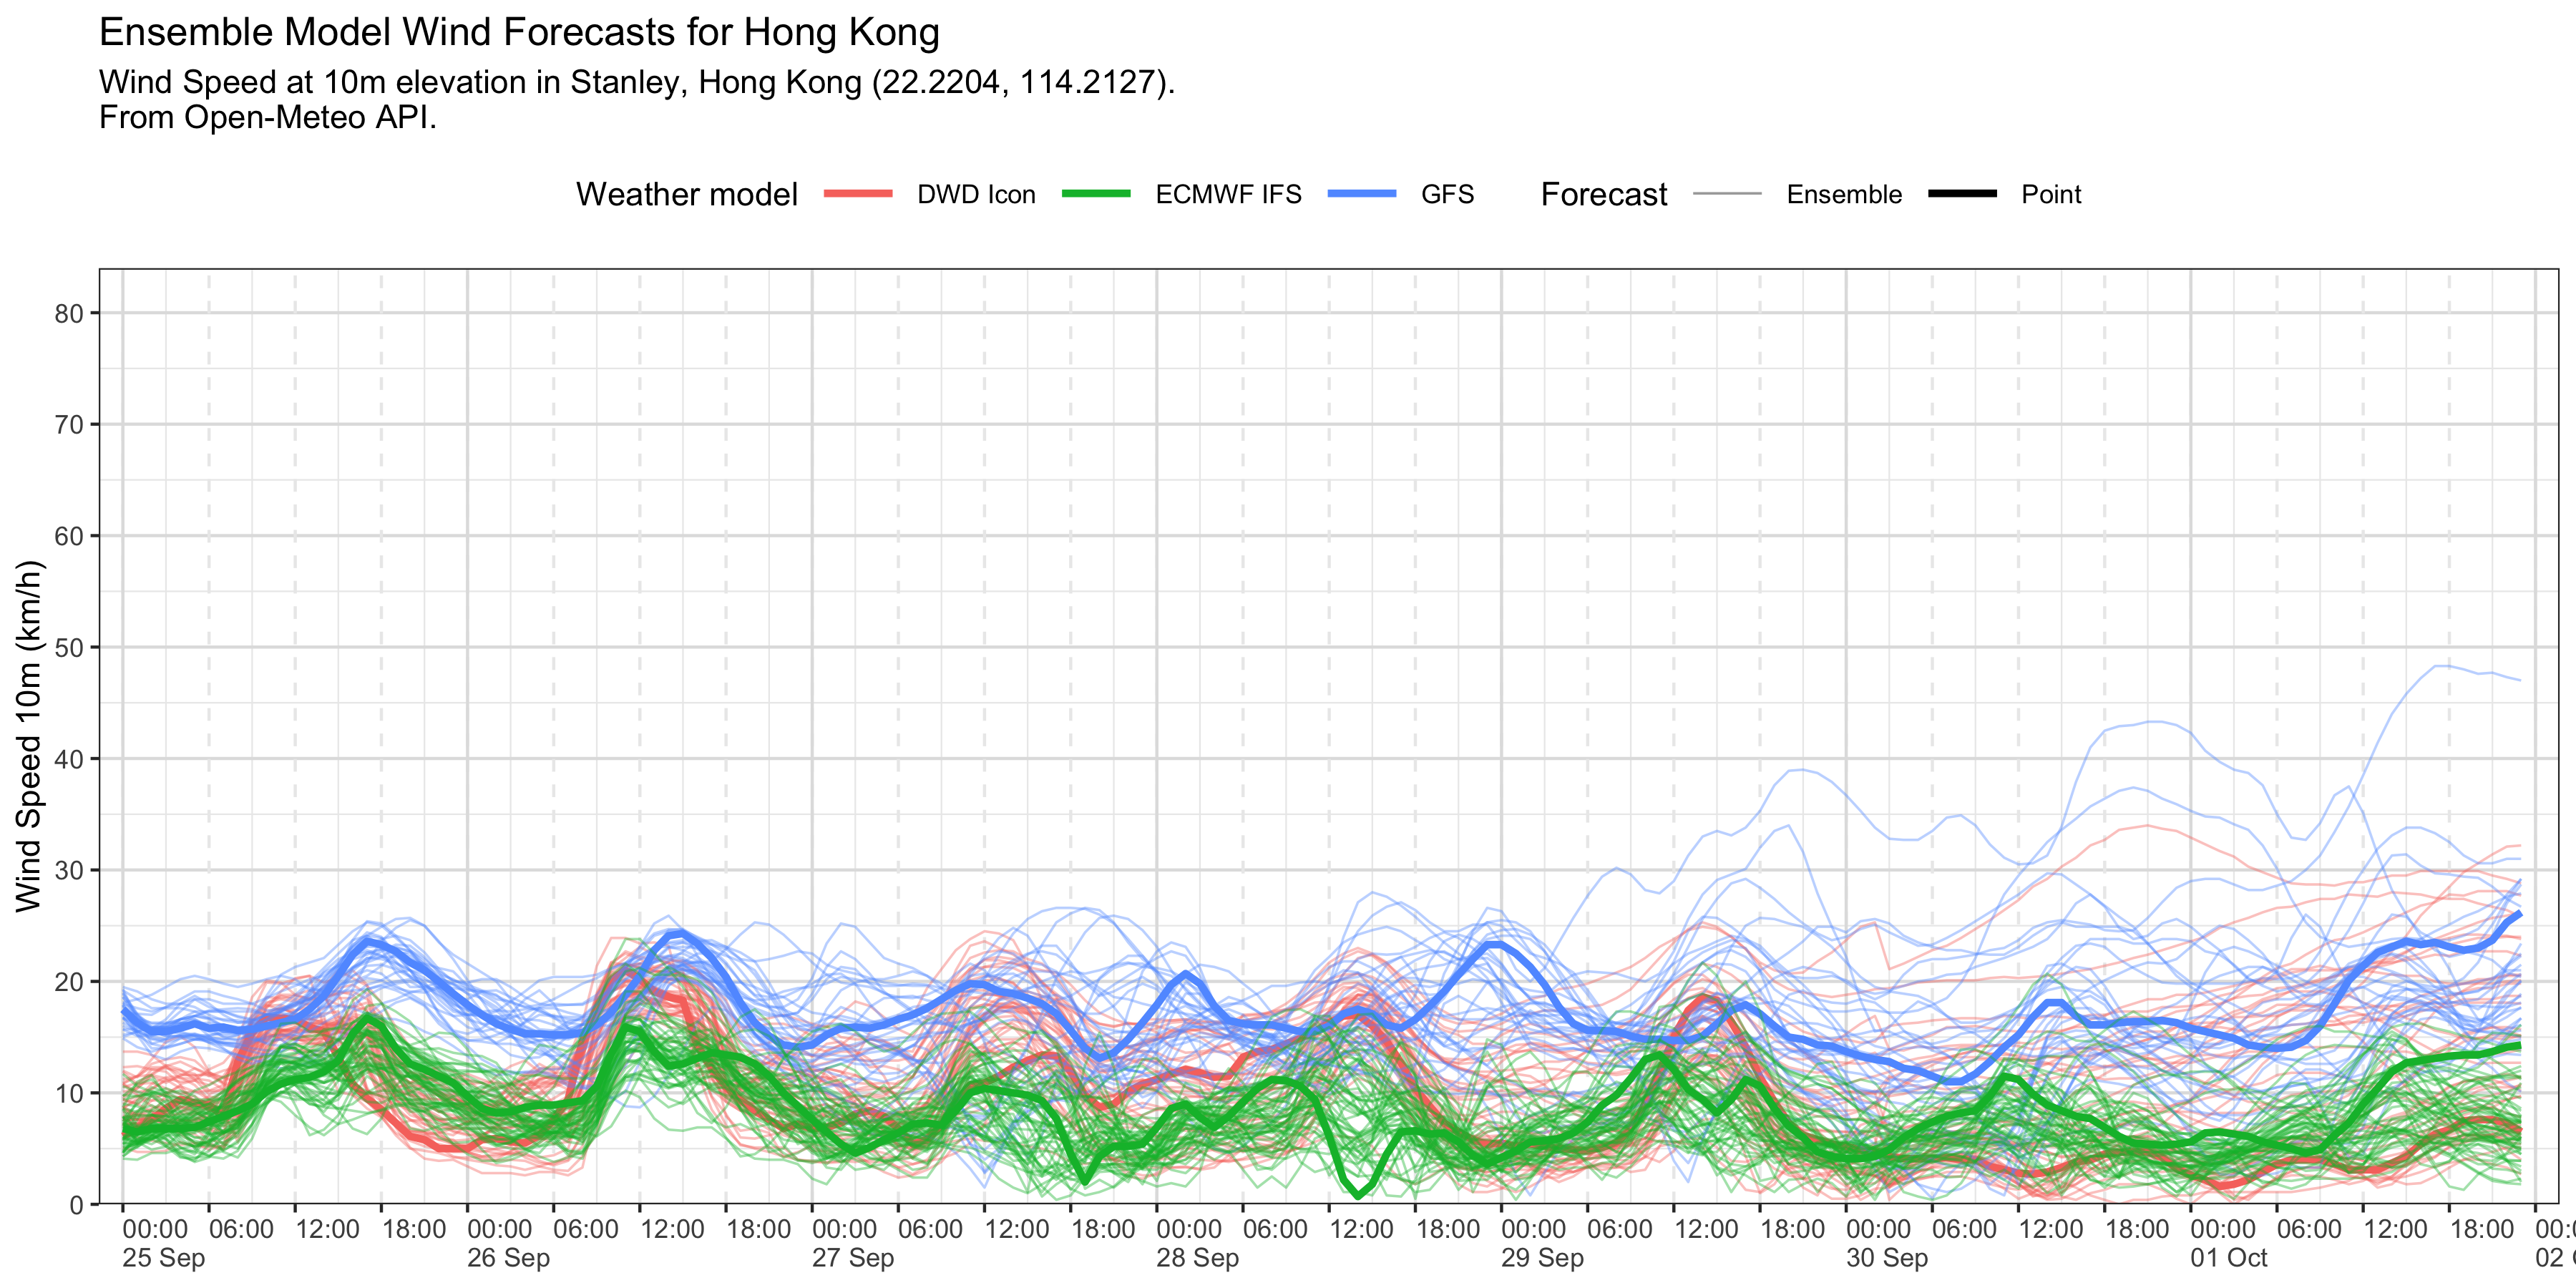 Ensemble Model Wind Forecasts for Hong Kong
Wind Speed at 10m elevation in Stanley, Hong Kong (22.2204, 114.2127).
From Open-Meteo API.
Weather model DWD Icon ECMWF IFS GFS Forecast Ensemble Point
Wind Speed 10m (km/h)
80
70
60
50
40
30
20
10
0
00:00 06:00 12:00 18:00 00:00 06:00 12:00 18:00 00:00 06:00 12:00 18:00 00:00 06:00 12:00 18:00 00:00 06:00 12:00 18:00 00:00 06:00 12:00 18:00 00:00 06:00 12:00 18:00
25 Sep 26 Sep 27 Sep 28 Sep 29 Sep 30 Sep 01 Oct 02